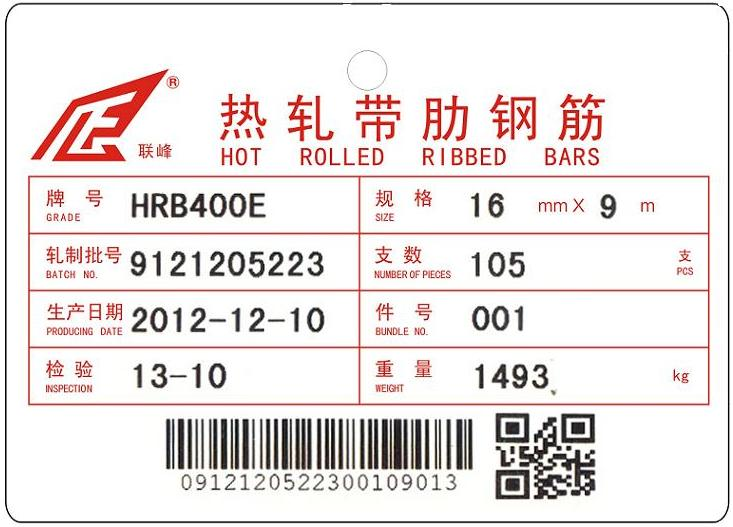 ®
联峰
热轧带肋钢筋
HOT ROLLED RIBBED BARS
牌号 HRB400E 规格 16 mm X 9 m
GRADE SIZE
轧制批号 9121205223 支数 105 支
BATCH NO. NUMBER OF PIECES PCS
生产日期 2012-12-10 件号 001
PRODUCING DATE BUNDLE NO.
检验 13-10 重量 1493 kg
INSPECTION WEIGHT
0912120522300109013